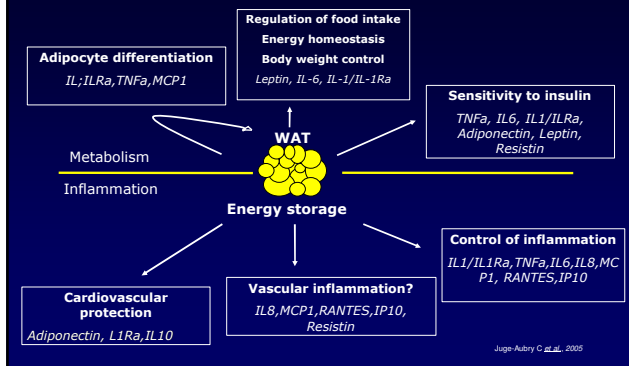 Regulation of food intake
Energy homeostasis
Body weight control
Leptin, IL-6, IL-1/IL-1Ra
Adipocyte differentiation
IL;ILRa,TNFa,MCP1
Sensitivity to insulin
TNFa, IL6, IL1/ILRa,
Adiponectin, Leptin,
Resistin
WAT
Metabolism
Inflammation
Energy storage
Control of inflamation
IL1/IL1Ra,TNFa,IL6,IL8,MC
P1, RANTES,IP10
Vascular inflammation?
IL8,MCP1,RANTES,IP10,
Resistin
Cardiovascular
protection
Adiponectin, L1Ra,IL10
Juge-Aubry C et al., 2005